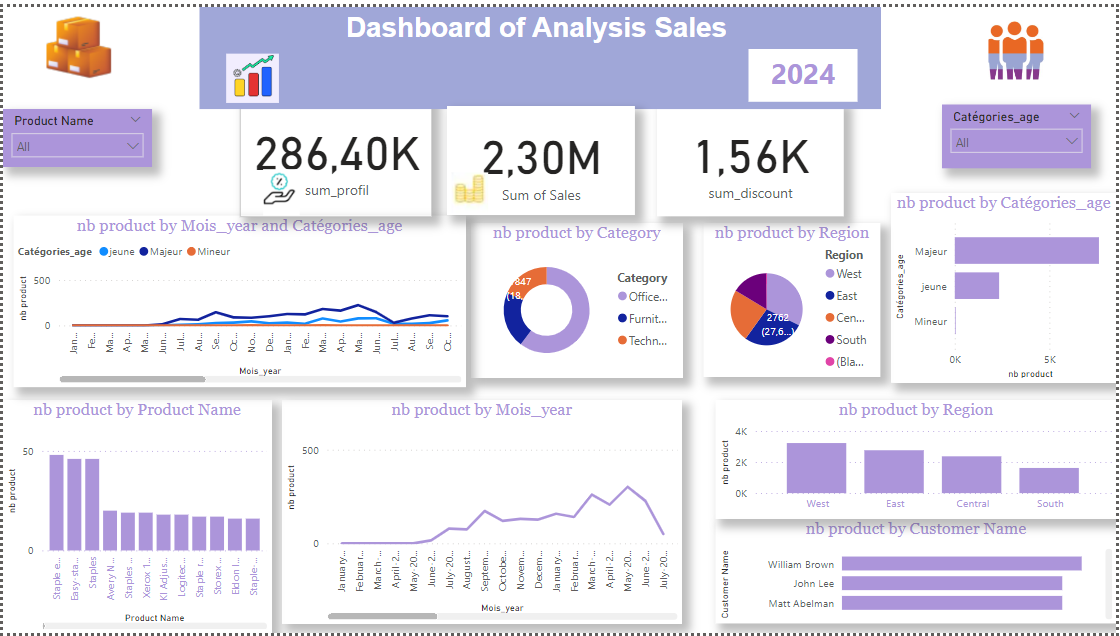 Dashboard of Analysis Sales
2024
Product Name
All
Catégories_age
All
286,40K
sum_profil
2,30M
Sum of Sales
1,56K
sum_discount
nb product by Mois_year and Catégories_age
Catégories_age jeune Majeur Mineur
nb product
500
0
Jan... Fe... Ma... Ap... Ma... Jun... Jul... Au... Se... Oc... No... De... Jan... Fe... Ma... Ap... Ma... Jun... Jul... Au... Se... Oc...
Mois_year
nb product by Category
847
(18,
Category
Office...
Furnit...
Techn...
nb product by Region
2762
(27,6...)
Region
West
East
Cen...
South
(Bla...
nb product by Catégories_age
Catégories_age
Majeur
jeune
Mineur
0K 5K
nb product
nb product by Product Name
nb product
50
0
Staple e... Easy-sta... Staples Avery N... Staples ... Xerox 1... KI Adjus... Logitec... Staple r... Storex ... Eldon I... Staple-...
Product Name
nb product by Mois_year
nb product
500
0
January... Februar... March-... April-2... May-20... June-2... July-20... August... Septem... Octobe... Novem... Decem... January... Februar... March-... April-2... May-20... June-2... July-20...
Mois_year
nb product by Region
nb product
4K
2K
0K
West East Central South
nb product by Customer Name
Customer Name
William Brown
John Lee
Matt Abelman